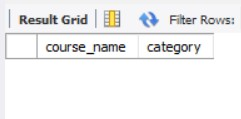 Result Grid Filter Rows:
course_name category